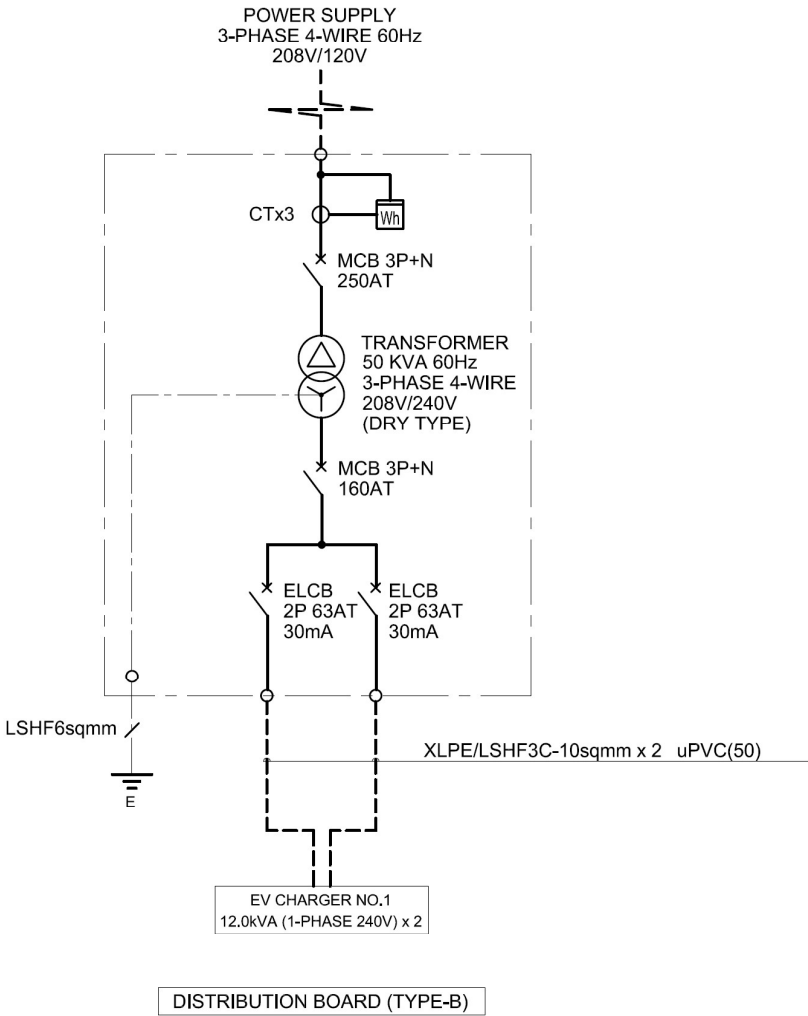 POWER SUPPLY
3-PHASE 4-WIRE 60Hz
208V/120V
CTx3
Wh
MCB 3P+N
250AT
TRANSFORMER
50 KVA 60Hz
3-PHASE 4-WIRE
208V/240V
(DRY TYPE)
MCB 3P+N
160AT
ELCB
2P 63AT
30mA
ELCB
2P 63AT
30mA
LSHF6sqmm
E
XLPE/LSHF3C-10sqmm x 2 uPVC(50)
EV CHARGER NO.1
12.0kVA (1-PHASE 240V) x 2
DISTRIBUTION BOARD (TYPE-B)